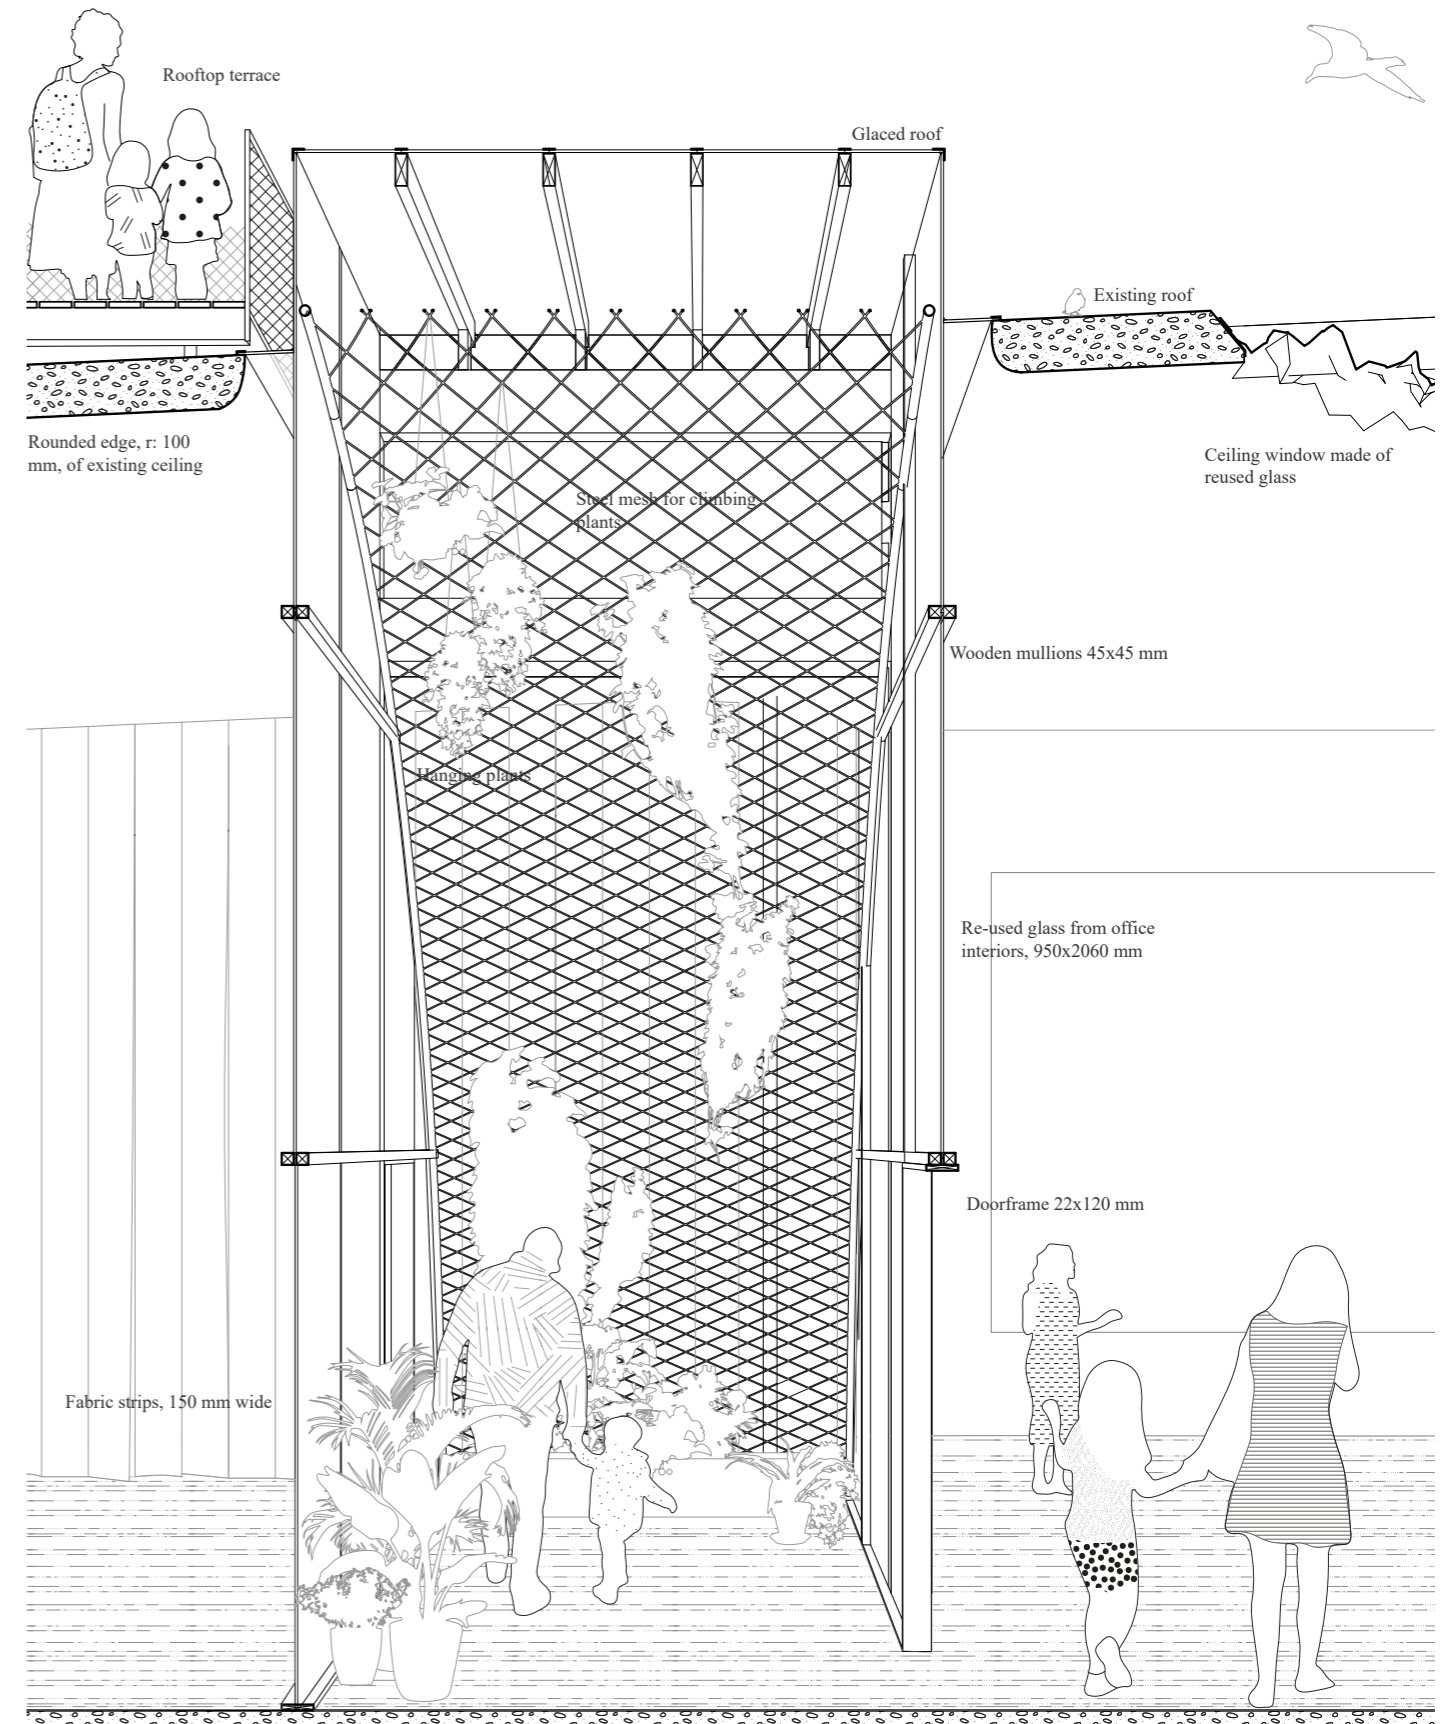 Rooftop terrace
Glaced roof
Existing roof
Rounded edge, r: 100
mm, of existing ceiling
Ceiling window made of
reused glass
Steel mesh for climbing
plants
Wooden mullions 45x45 mm
Hanging plants
Re-used glass from office
interiors, 950x2060 mm
Doorframe 22x120 mm
Fabric strips, 150 mm wide